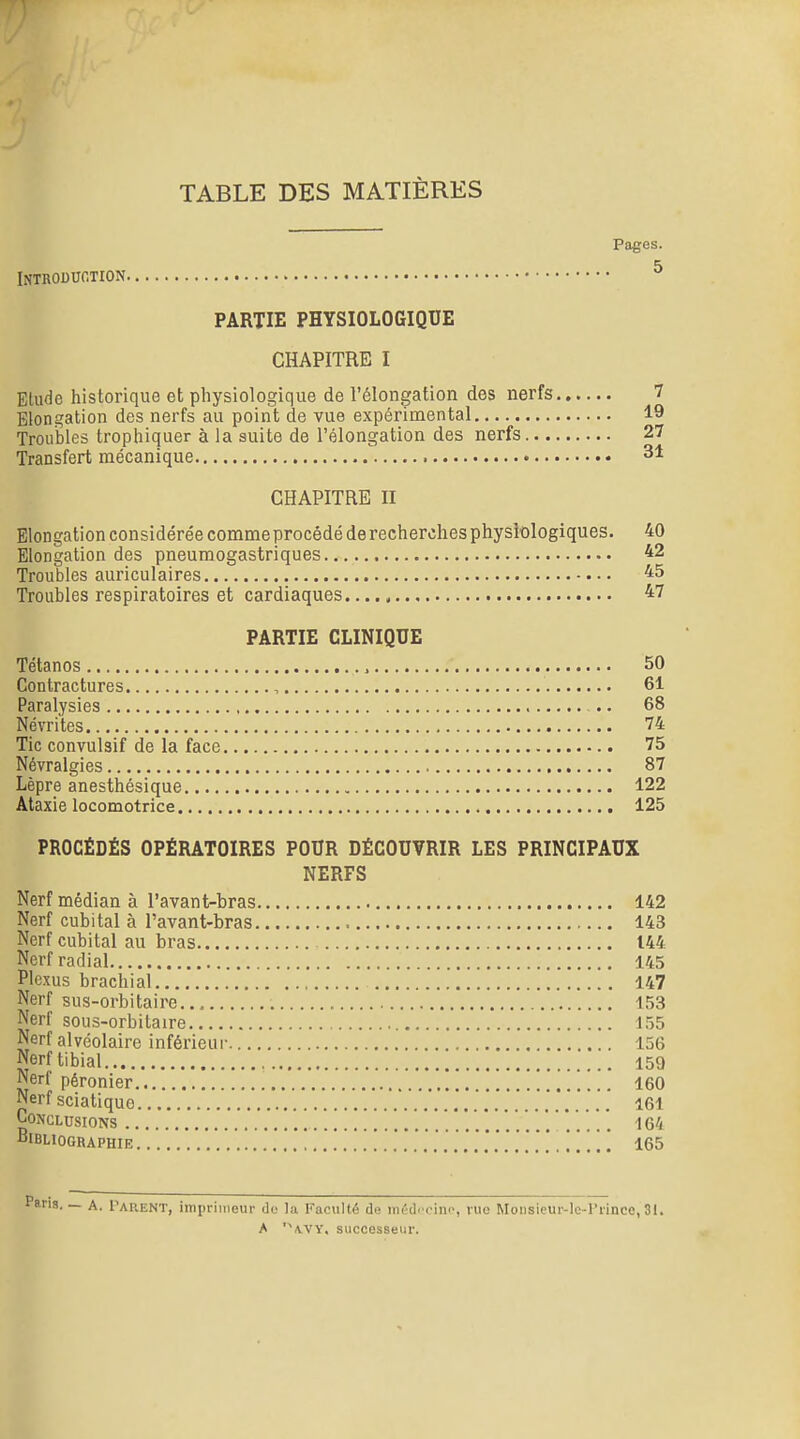 TABLE DES MATIÈRES
Pages.
INTRODUCTION 5
PARTIE PHYSIOLOGIQUE
CHAPITRE I
Etude historique et physiologique de l'élongation des nerfs 7
Elongation des nerfs au point de vue expérimental 19
Troubles trophiquer à la suite de l'élongation des nerfs 27
Transfert mécanique 31
CHAPITRE II
Elongation considérée comme procédé de recherches physiologiques. 40
Elongation des pneumogastriques 42
Troubles auriculaires 45
Troubles respiratoires et cardiaques 47
PARTIE CLINIQUE
Tétanos 50
Contractures 61
Paralysies 68
Névrites 74
Tic convulsif de la face 75
Névralgies 87
Lèpre anesthésique 122
Ataxie locomotrice 125
PROCÉDÉS OPÉRATOIRES POUR DÉCOUVRIR LES PRINCIPAUX
NERFS
Nerf médian à l'avant-bras 142
Nerf cubital à l'avant-bras 143
Nerf cubital au bras 144
Nerf radial 145
Plexus brachial 147
Nerf sus-orbitaire 153
Nerf sous-orbitaire 155
Nerf alvéolaire inférieur 156
Nerf tibial 159
Nerf péronier 160
Nerf sciatique 161
CONCLUSIONS 164
BIBLIOGRAPHIE 165
Paris. — A. PARENT, imprimeur de la Faculté de médecine, rue Monsieur-le-Prince, 31.
A DAVY, successeur.